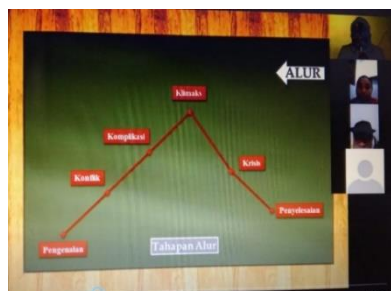 ALUR
Klimaks
Komplikasi
Krisis
Konflik
Penyelesaian
Pengenalan
Tahapan Alur